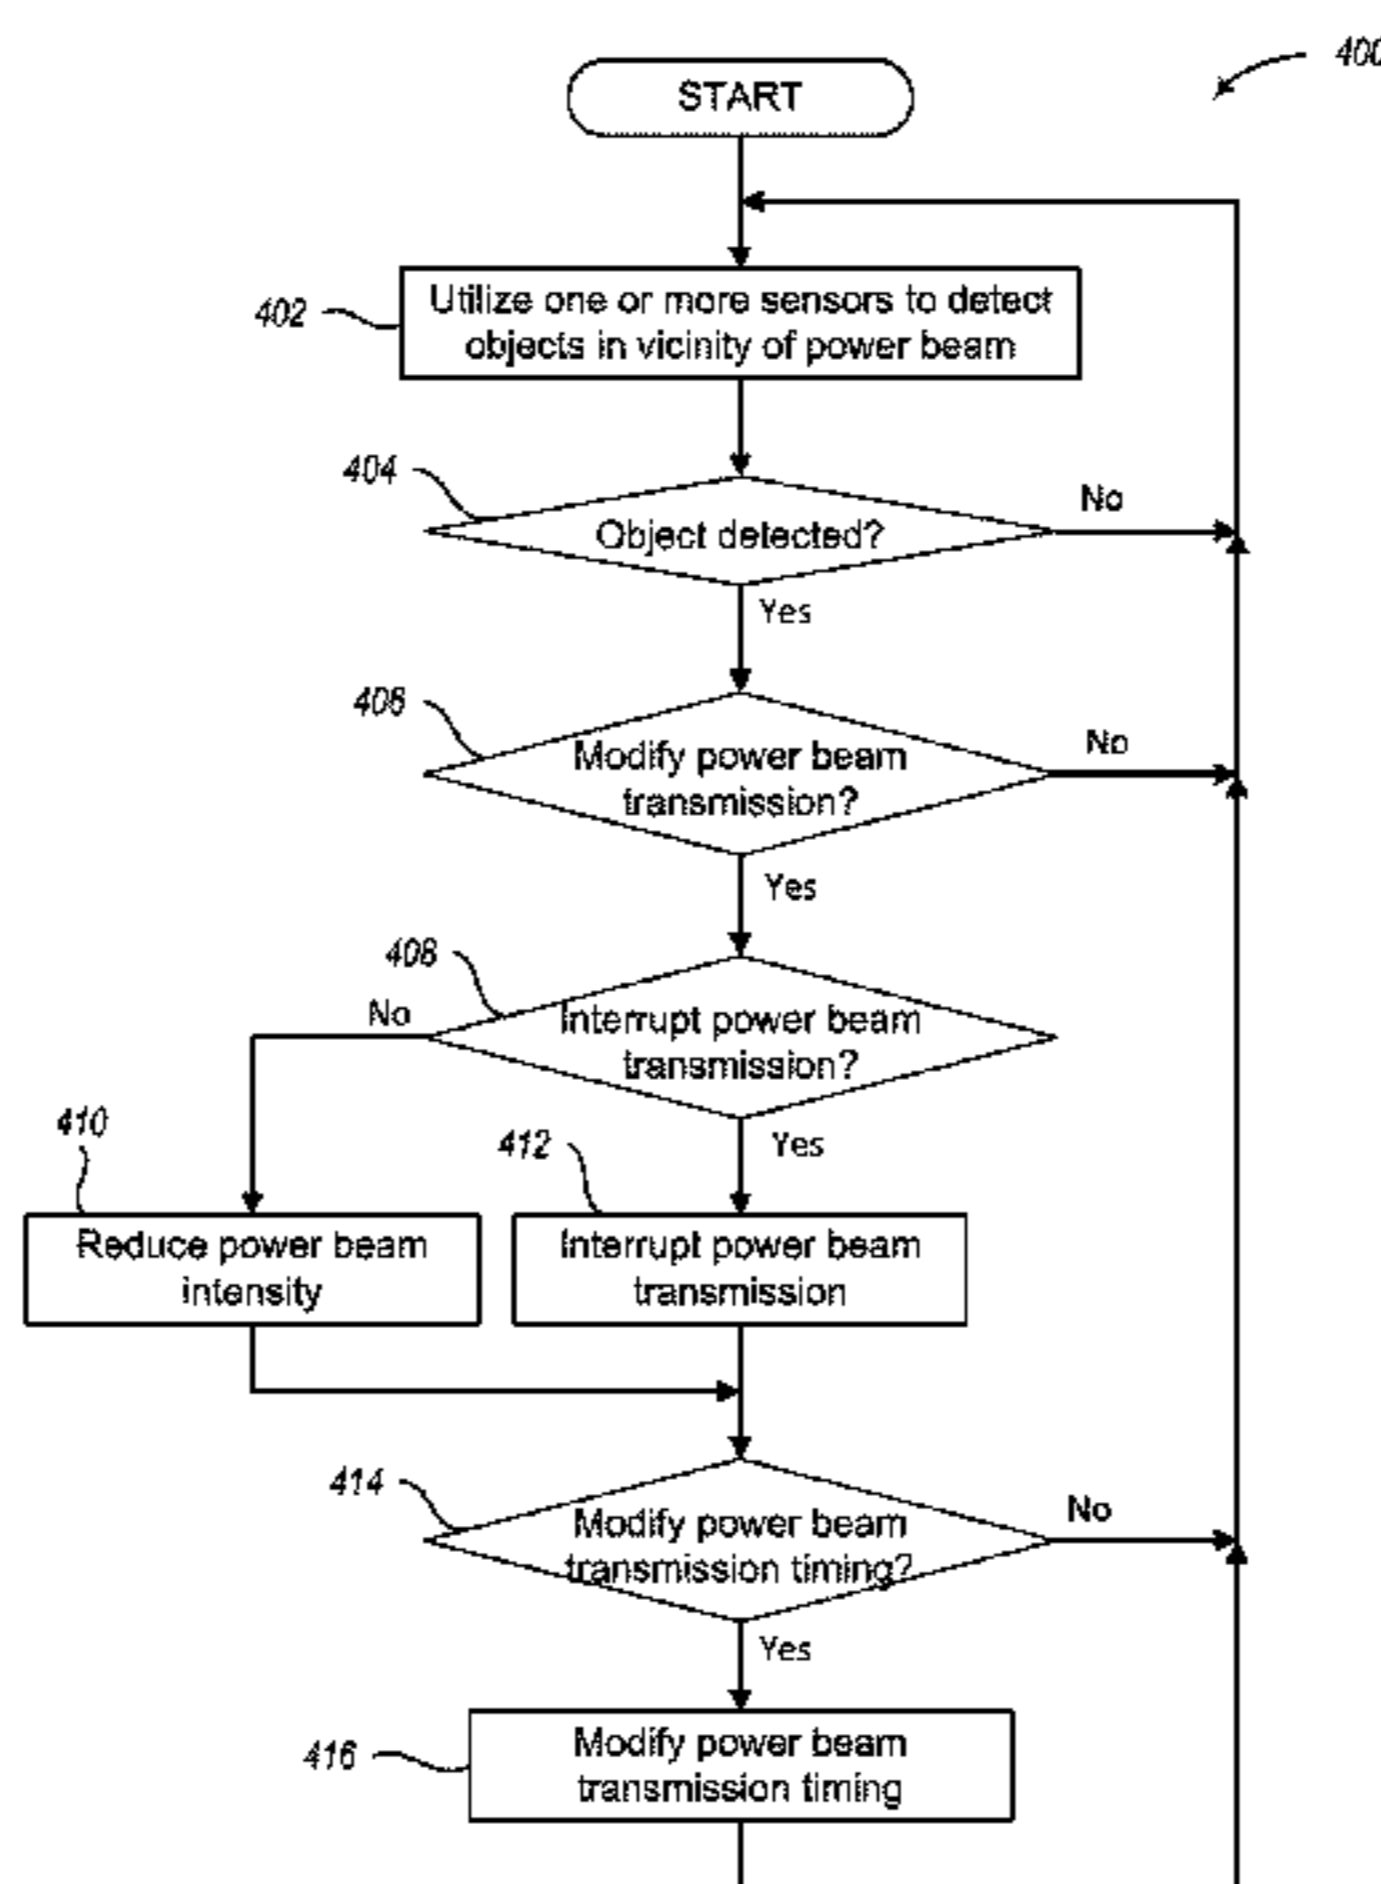 400
START
402
Utilize one or more sensors to detect
objects in vicinity of power beam
404
Object detected?
No
Yes
406
Modify power beam
transmission?
No
Yes
408
No
Interrupt power beam
transmission?
Yes
410
412
Reduce power beam
intensity
Interrupt power beam
transmission
414
Modify power beam
transmission timing?
No
Yes
416
Modify power beam
transmission timing